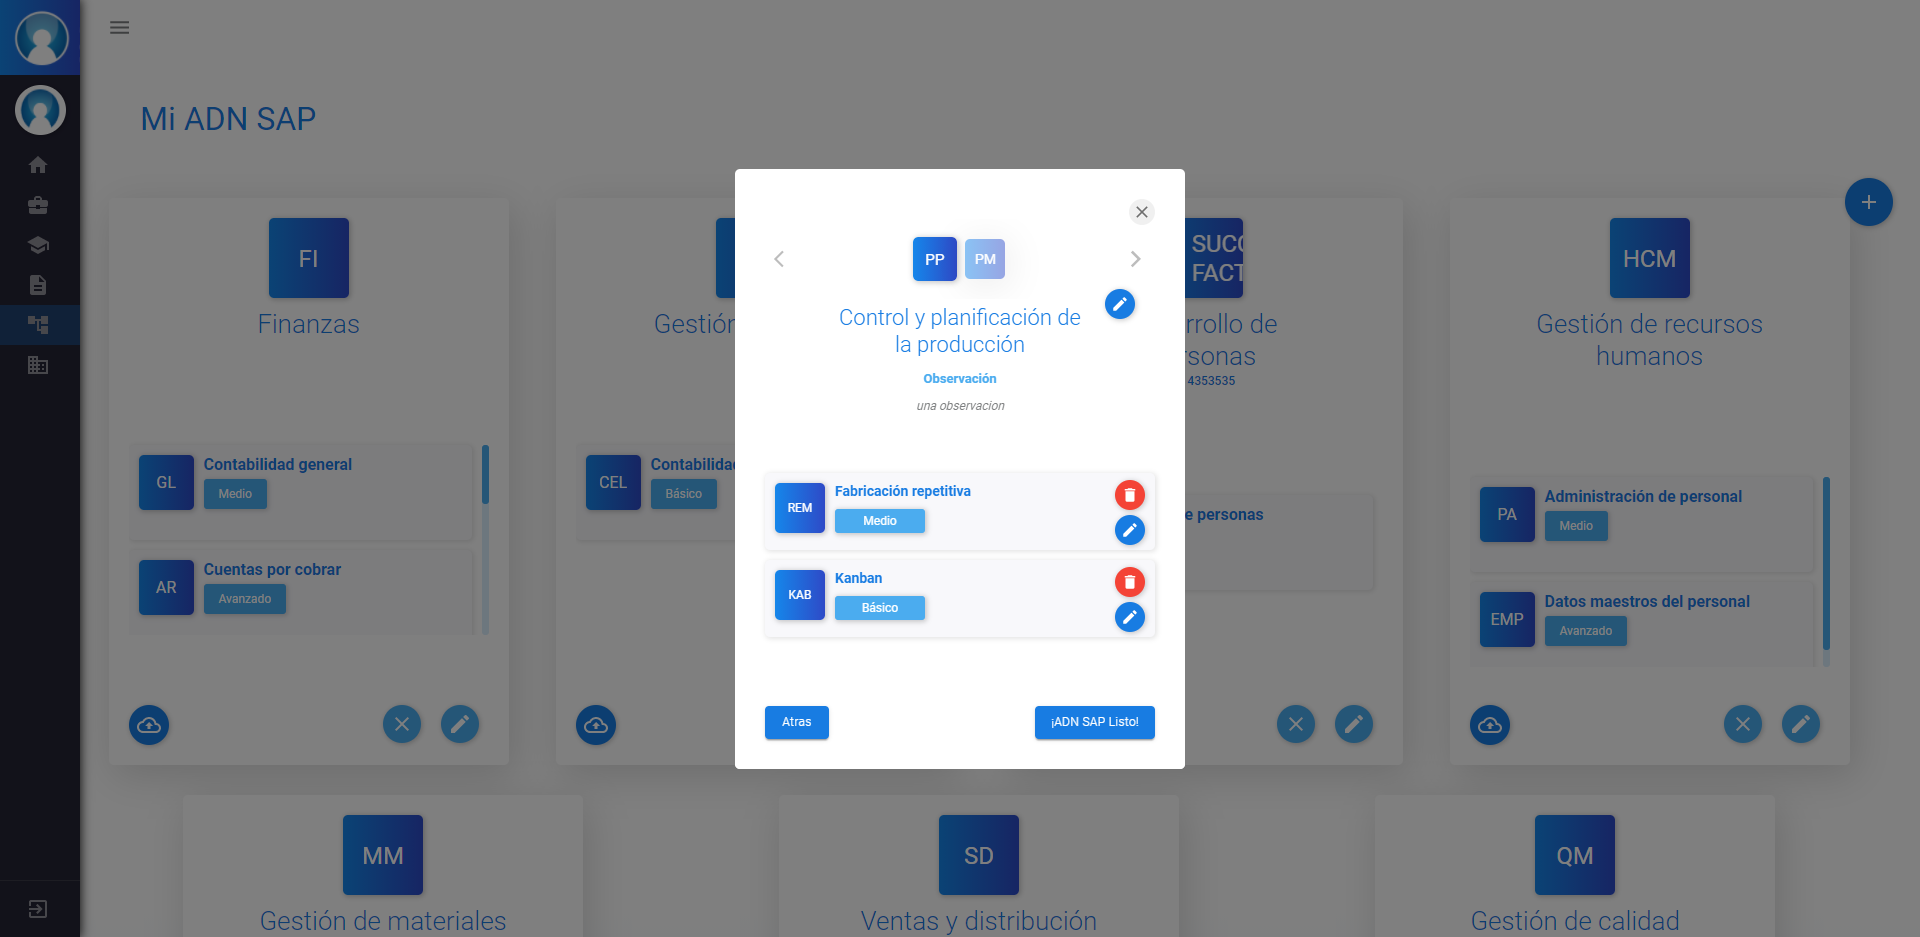 Mi ADN SAP
FI
Finanzas
GL
Contabilidad general
Medio
AR
Cuentas por cobrar
Avanzado
CEL
Básico
SUCC
FACT
rrollo de
sonas
4353535
e personas
HCM
Gestión de recursos
humanos
PA
Administración de personal
Medio
EMP
Datos maestros del personal
Avanzado
PP
PM
Control y planificación de
la producción
Observación
una observacion
REM
Fabricación repetitiva
Medio
KAB
Kanban
Básico
Atras
¡ADN SAP Listo!
MM
Gestión de materiales
SD
Ventas y distribución
QM
Gestión de calidad